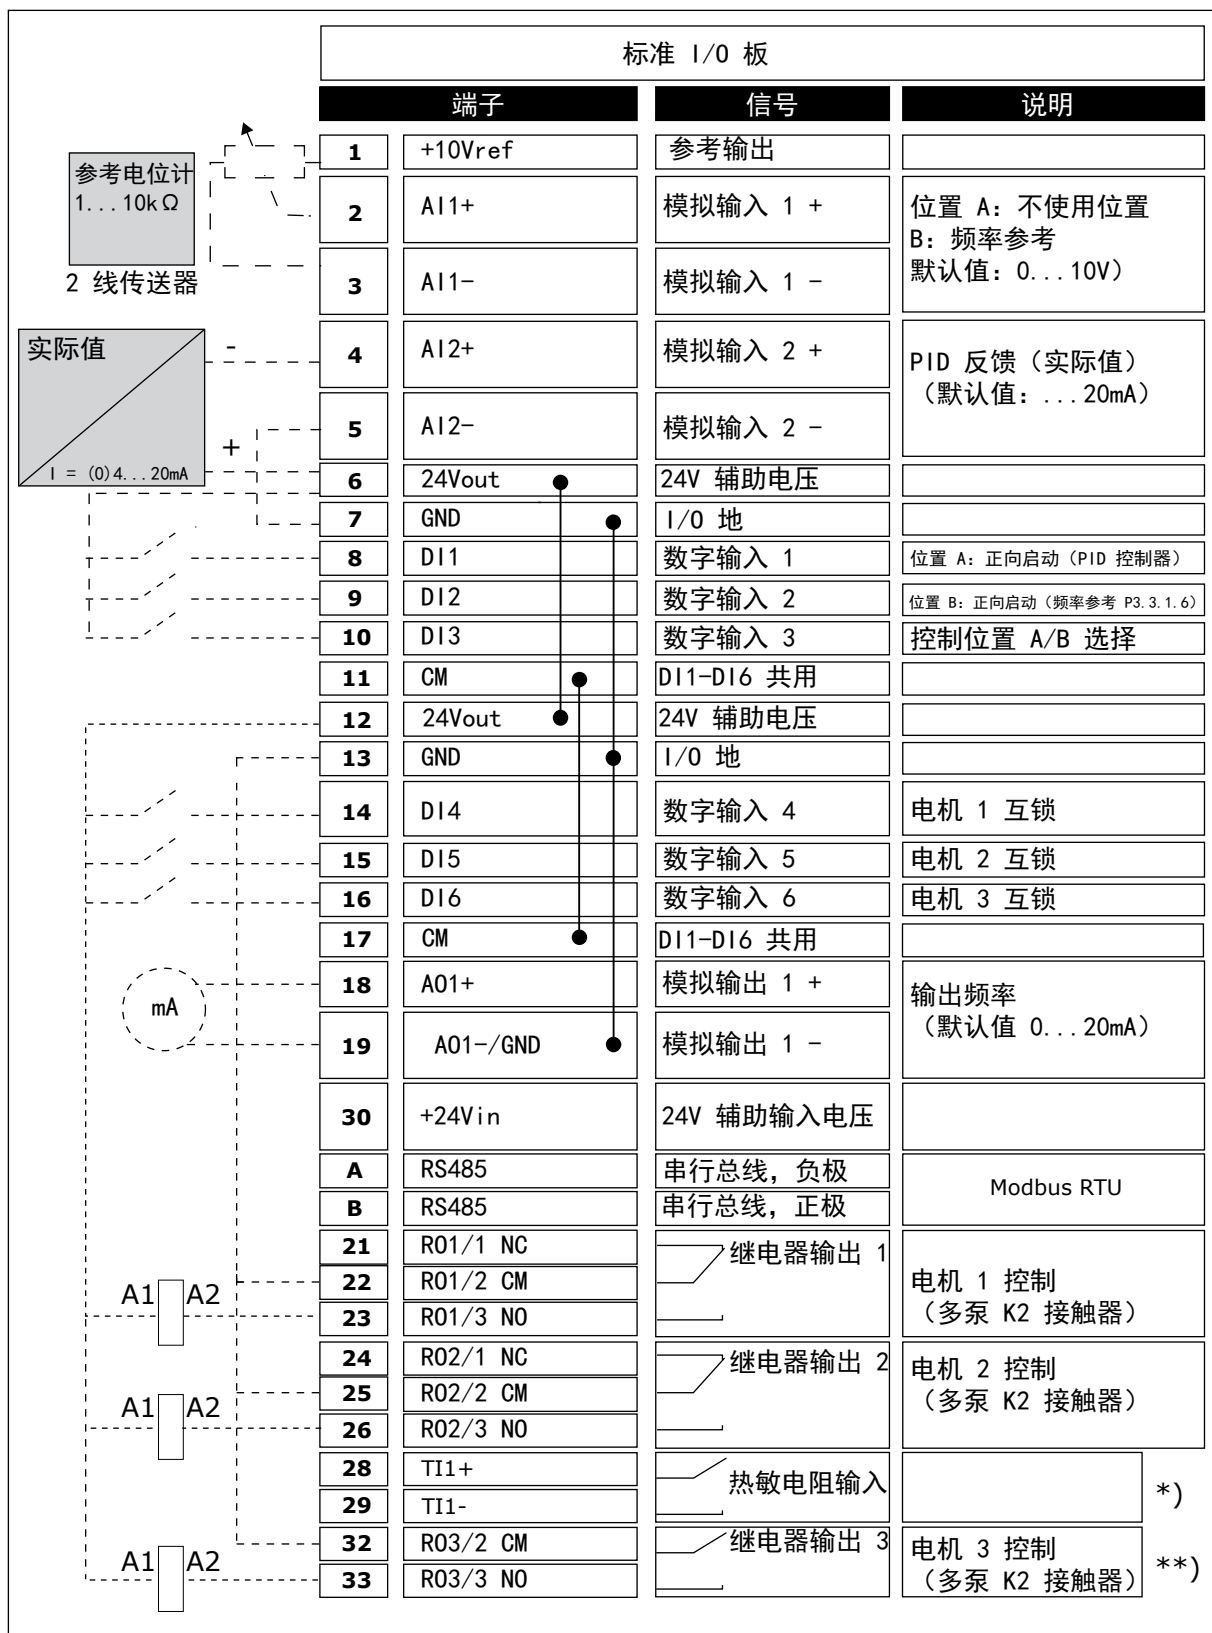 标准 I/O 板
端子 信号 说明
参考电位计
1...10kΩ
2 线传送器
1 +10Vref 参考输出
2 AI1+ 模拟输入 1 +
3 AI1- 模拟输入 1 -
位置 A: 不使用位置
B: 频率参考
默认值: 0...10V)
实际值
-
+
I = (0)4...20mA
4 AI2+ 模拟输入 2 +
5 AI2- 模拟输入 2 -
PID 反馈（实际值）
（默认值: ...20mA）
6 24Vout 24V 辅助电压
7 GND I/O 地
8 DI1 数字输入 1 位置 A: 正向启动（PID 控制器）
9 DI2 数字输入 2 位置 B: 正向启动（频率参考 P3.3.1.6）
10 DI3 数字输入 3 控制位置 A/B 选择
11 CM DI1-DI6 共用
12 24Vout 24V 辅助电压
13 GND I/O 地
14 DI4 数字输入 4 电机 1 互锁
15 DI5 数字输入 5 电机 2 互锁
16 DI6 数字输入 6 电机 3 互锁
17 CM DI1-DI6 共用
mA
18 AO1+ 模拟输出 1 +
19 AO1-/GND 模拟输出 1 -
输出频率
（默认值 0...20mA）
30 +24Vin 24V 辅助输入电压
A RS485 串行总线, 负极
B RS485 串行总线, 正极
Modbus RTU
21 RO1/1 NC 继电器输出 1
22 RO1/2 CM
A1 A2
23 RO1/3 NO
电机 1 控制
（多泵 K2 接触器）
24 RO2/1 NC 继电器输出 2
25 RO2/2 CM
A1 A2
26 RO2/3 NO
电机 2 控制
（多泵 K2 接触器）
28 TI1+ 热敏电阻输入
29 TI1-
*)
32 RO3/2 CM 继电器输出 3
A1 A2
33 RO3/3 NO
电机 3 控制
（多泵 K2 接触器）
**)